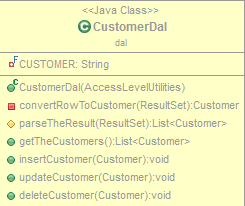 <<Java Class>>
CustomerDal
dal
CUSTOMER: String
CustomerDal(AccessLevelUtilities)
convertRowToCustomer(ResultSet):Customer
parseTheResult(ResultSet):List<Customer>
getTheCustomers():List<Customer>
insertCustomer(Customer):void
updateCustomer(Customer):void
deleteCustomer(Customer):void